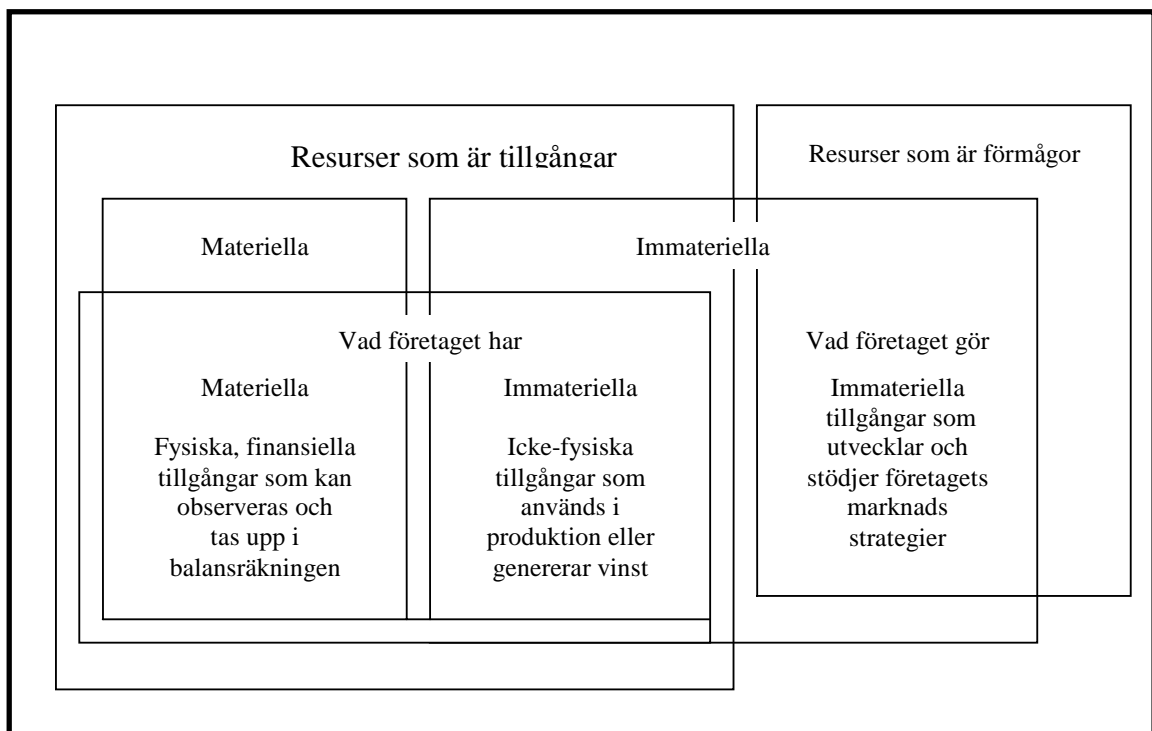 Resurser som är tillgångar
Resurser som är förmågor
Materiella
Immateriella
Vad företaget har
Materiella
Fysiska, finansiella
tillgångar som kan
observeras och
tas upp i
balansräkningen
Immateriella
Icke-fysiska
tillgångar som
används i
produktion eller
genererar vinst
Vad företaget gör
Immateriella
tillgångar som
utvecklar och
stödjer företagets
marknads
strategier